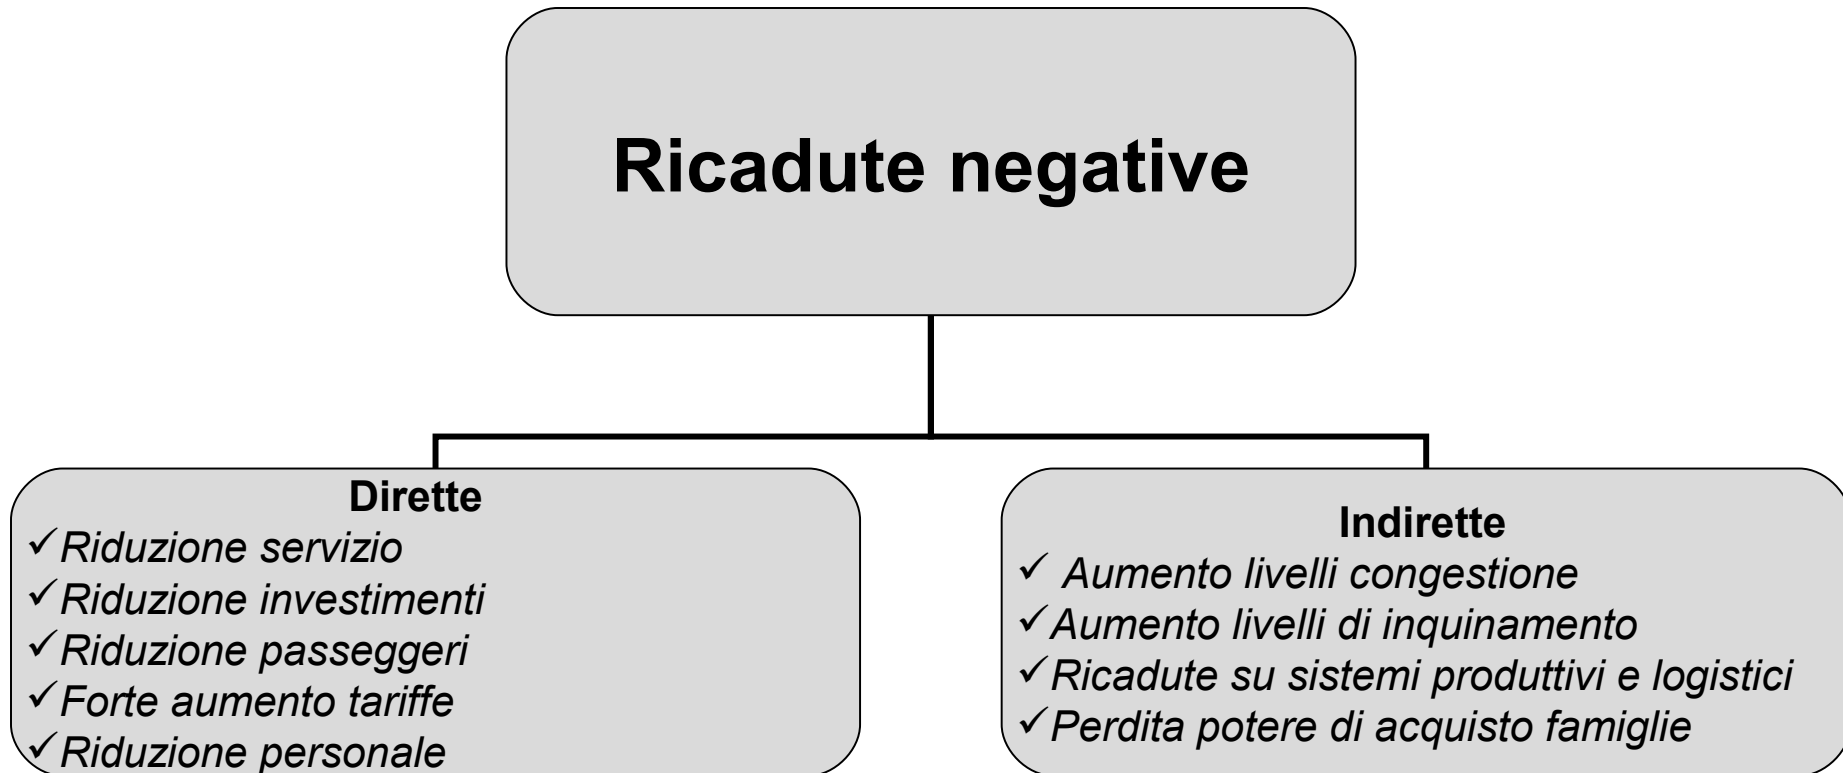 Ricadute negative
Dirette
✓Riduzione servizio
✓Riduzione investimenti
✓Riduzione passeggeri
✓Forte aumento tariffe
✓Riduzione personale
Indirette
✓ Aumento livelli congestione
✓Aumento livelli di inquinamento
✓Ricadute su sistemi produttivi e logistici
✓Perdita potere di acquisto famiglie